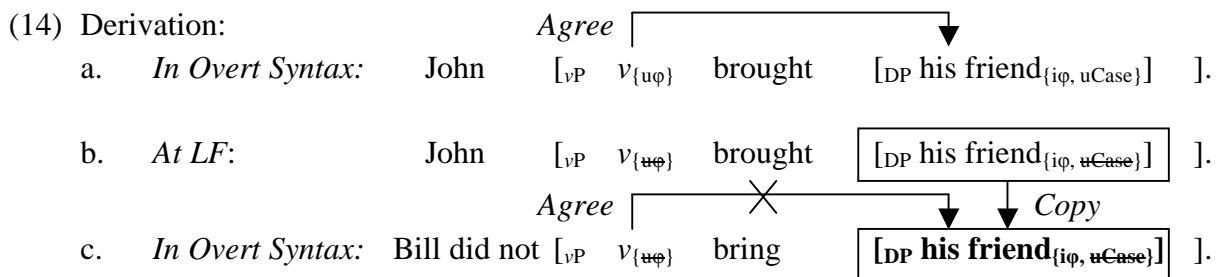 (14) Derivation: Agree
a. In Overt Syntax: John [vP v{uφ} brought [DP his friend{iφ, uCase}] ].
b. At LF: John [vP v{uφ} brought [DP his friend{iφ, uCase}] ].
Agree Copy
c. In Overt Syntax: Bill did not [vP v{uφ} bring [DP his friend{iφ, uCase}] ].